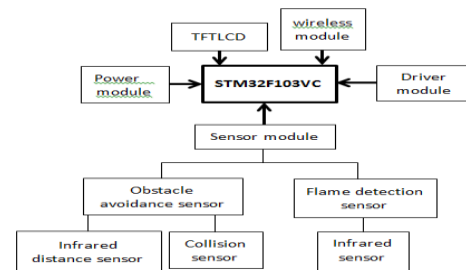 TFTLCD
wireless
module
Power
module
STM32F103VC
Driver
module
Sensor module
Obstacle
avoidance sensor
Flame detection
sensor
Infrared
distance sensor
Collision
sensor
Infrared
sensor